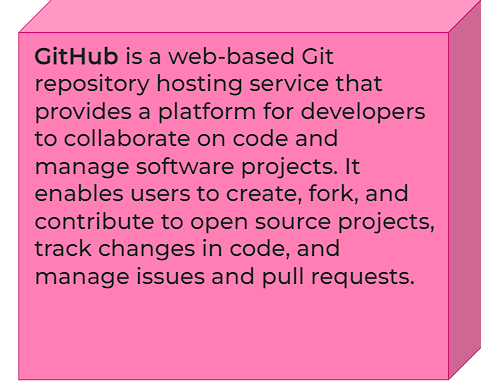 GitHub is a web-based Git
repository hosting service that
provides a platform for developers
to collaborate on code and
manage software projects. It
enables users to create, fork, and
contribute to open source projects,
track changes in code, and
manage issues and pull requests.